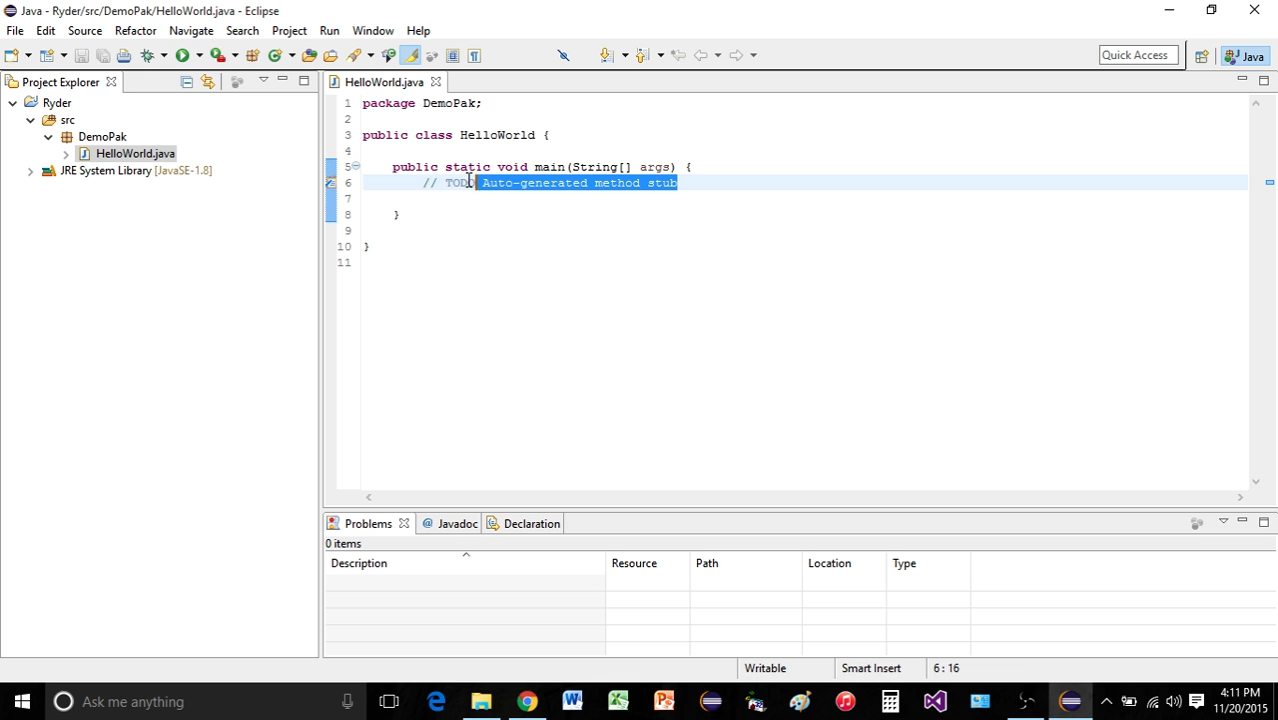 Java - Ryder/src/DemoPak/HelloWorld.java - Eclipse
File Edit Source Refactor Navigate Search Project Run Window Help
Quick Access
Java
Project Explorer
HelloWorld.java
Ryder
src
DemoPak
HelloWorld.java
JRE System Library [JavaSE-1.8]
1 package DemoPak;
2
3 public class HelloWorld {
4
5 public static void main(String[] args) {
6 // TODO Auto-generated method stub
7
8 }
9
10 }
11
Problems @ Javadoc Declaration
0 items
Description Resource Path Location Type
Writable Smart Insert 6 : 16
Ask me anything
4:11 PM
11/20/2015